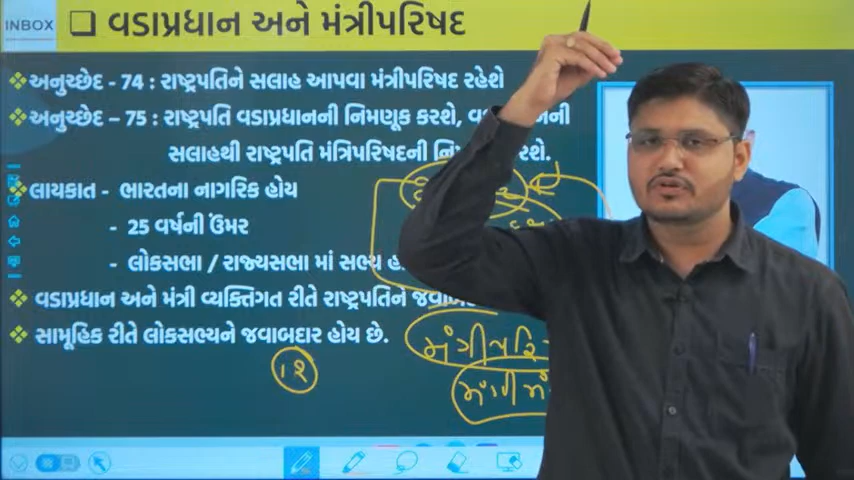 INBOX
❑ વડાપ્રધાન અને મંત્રીપરિષદ
❖ અનુચ્છેદ - 74 : રાષ્ટ્રપતિને સલાહ આપવા મંત્રીપરિષદ રહેશે
❖ અનુચ્છેદ – 75 : રાષ્ટ્રપતિ વડાપ્રધાનની નિમણૂક કરશે,
સલાહથી રાષ્ટ્રપતિ મંત્રિપરિષદની
❖ લાયકાત - ભારતના નાગરિક હોય
- 25 વર્ષની ઉંમર
- લોકસભા / રાજ્યસભા માં સભ્ય
❖ વડાપ્રધાન અને મંત્રી વ્યક્તિગત રીતે રાષ્ટ્રપતિને
❖ સામૂહિક રીતે લોકસભ્યને જવાબદાર હોય છે.
૧૨